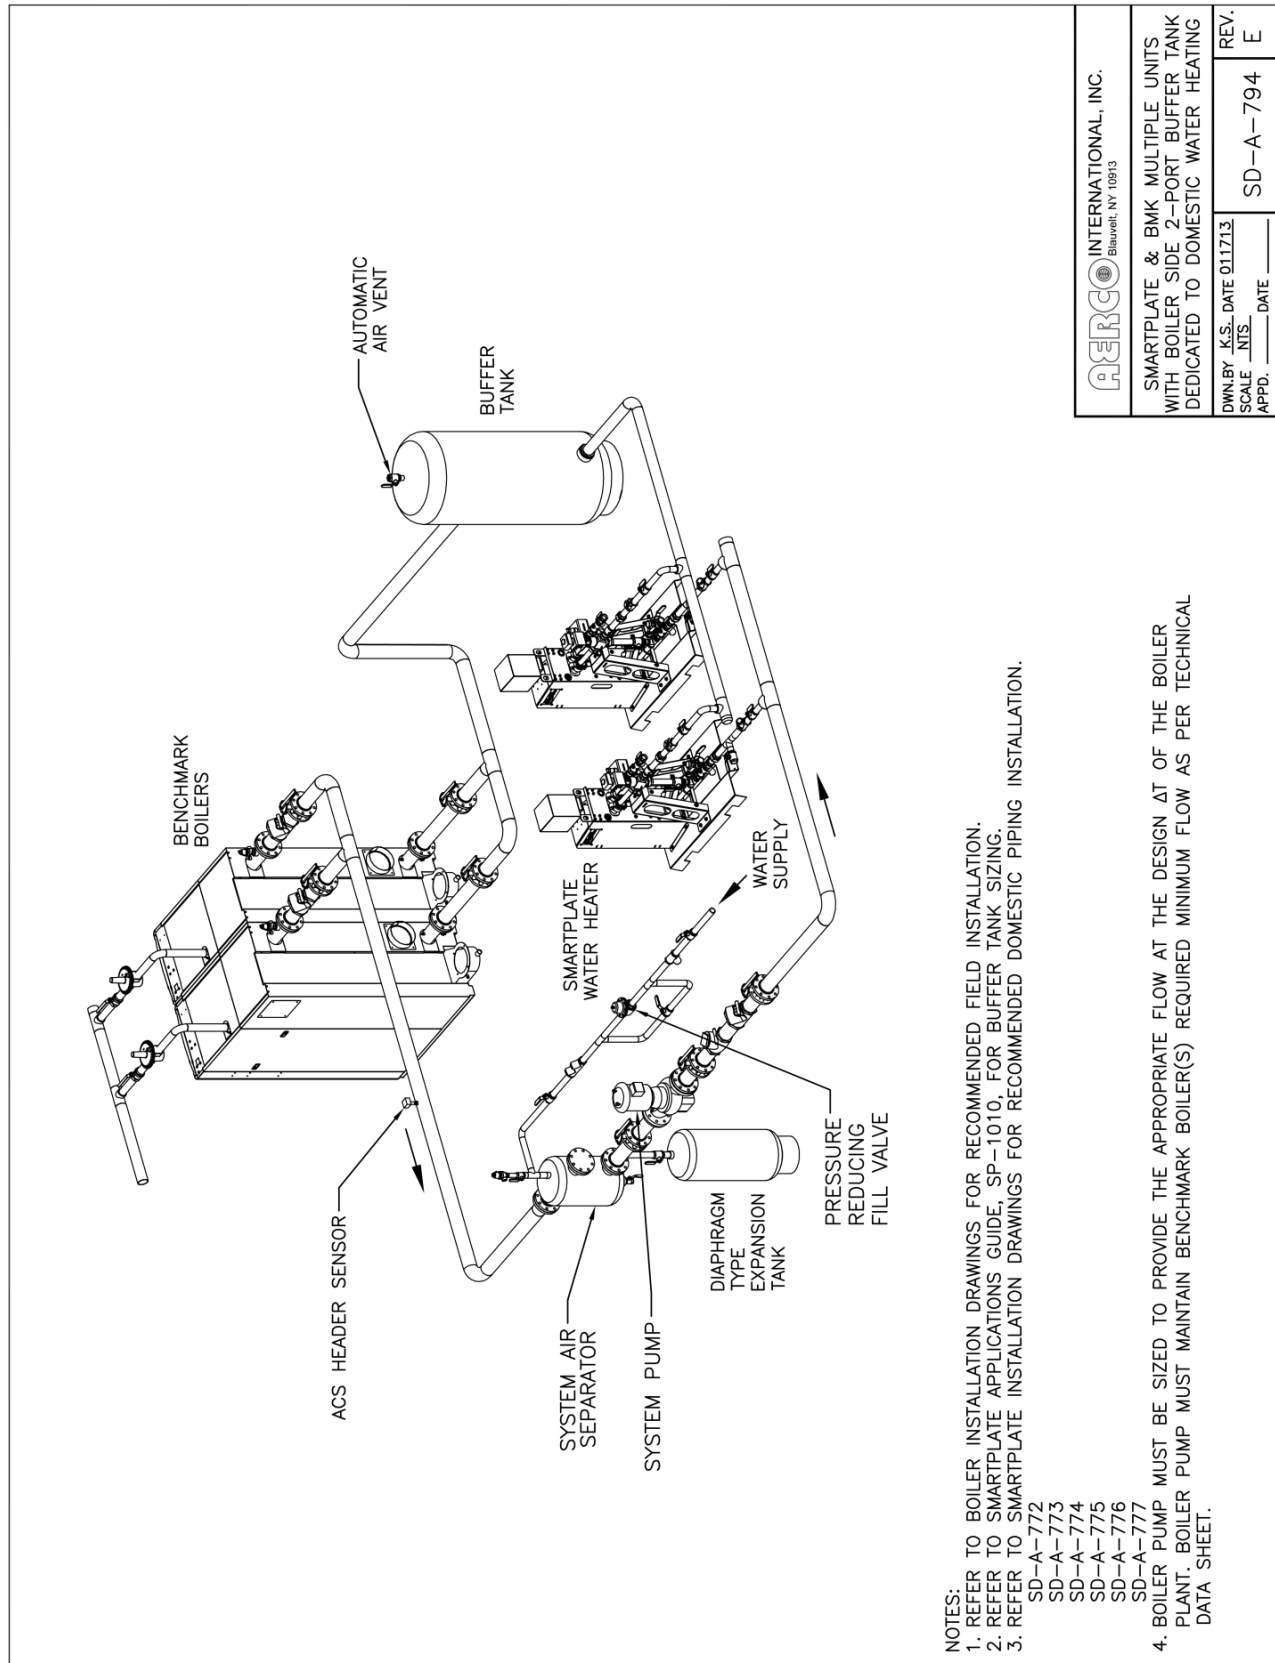 BENCHMARK
BOILERS
AUTOMATIC
AIR VENT
BUFFER
TANK
ACS HEADER SENSOR
SMARTPLATE
WATER HEATER
SYSTEM AIR
SEPARATOR
SYSTEM PUMP
WATER
SUPPLY
DIAPHRAGM
TYPE
EXPANSION
TANK
PRESSURE
REDUCING
FILL VALVE
NOTES:
1. REFER TO BOILER INSTALLATION DRAWINGS FOR RECOMMENDED FIELD INSTALLATION.
2. REFER TO SMARTPLATE APPLICATIONS GUIDE, SP-1010, FOR BUFFER TANK SIZING.
3. REFER TO SMARTPLATE INSTALLATION DRAWINGS FOR RECOMMENDED DOMESTIC PIPING INSTALLATION.
SD-A-772
SD-A-773
SD-A-774
SD-A-775
SD-A-776
SD-A-777
4. BOILER PUMP MUST BE SIZED TO PROVIDE THE APPROPRIATE FLOW AT THE DESIGN ΔT OF THE BOILER
PLANT. BOILER PUMP MUST MAINTAIN BENCHMARK BOILER(S) REQUIRED MINIMUM FLOW AS PER TECHNICAL
DATA SHEET.
AERCO INTERNATIONAL, INC.
Blauvelt, NY 10913
SMARTPLATE & BMK MULTIPLE UNITS
WITH BOILER SIDE 2-PORT BUFFER TANK
DEDICATED TO DOMESTIC WATER HEATING
DWN.BY K.S. DATE 011713
SCALE NTS
APPD. DATE
SD-A-794
REV.
E